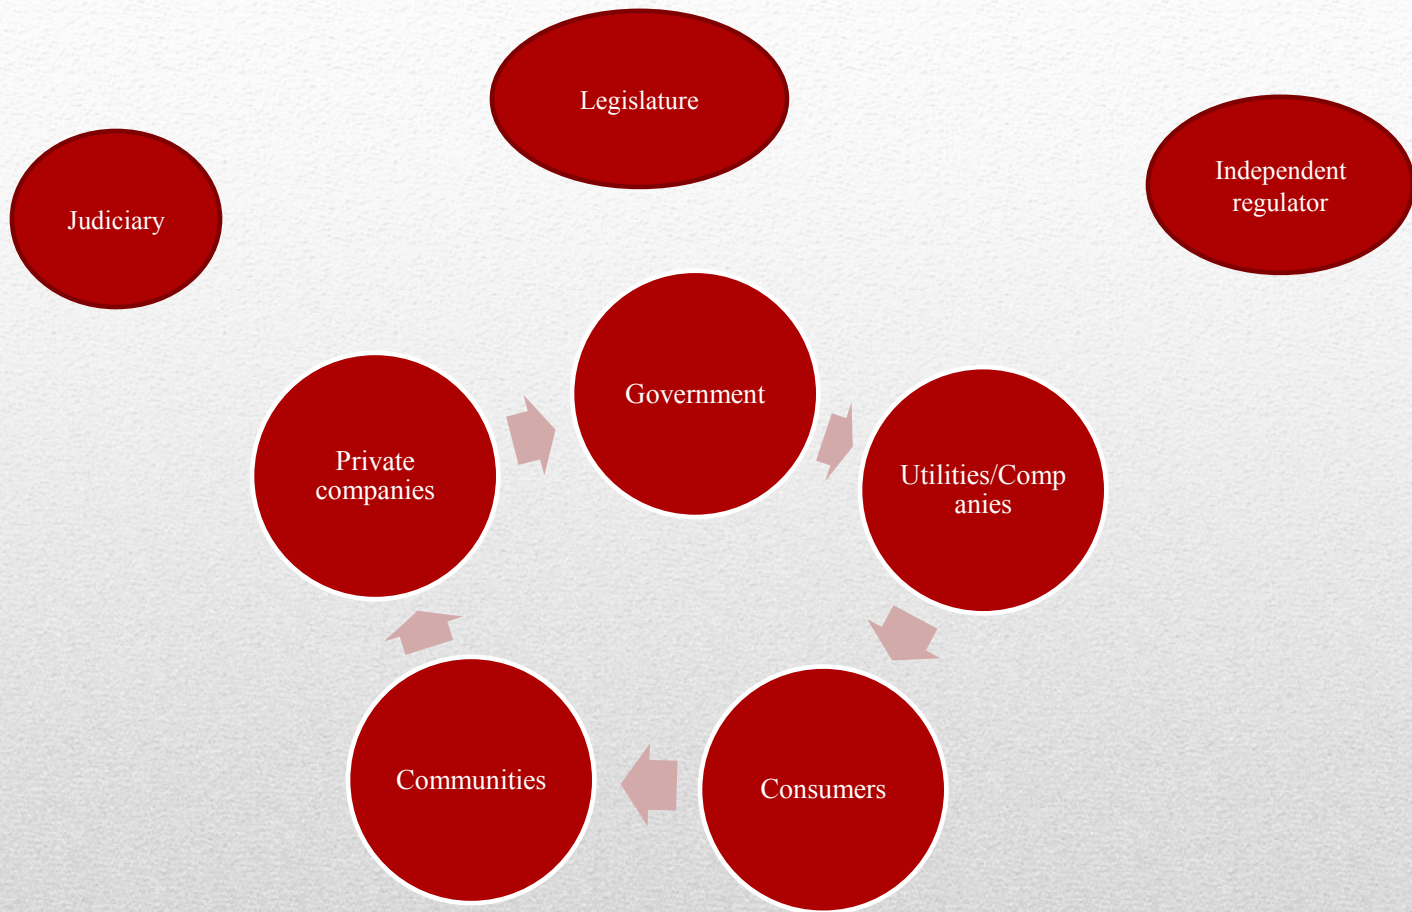 Legislature
Judiciary
Independent
regulator
Government
Private
companies
Utilities/Comp
anies
Communities
Consumers